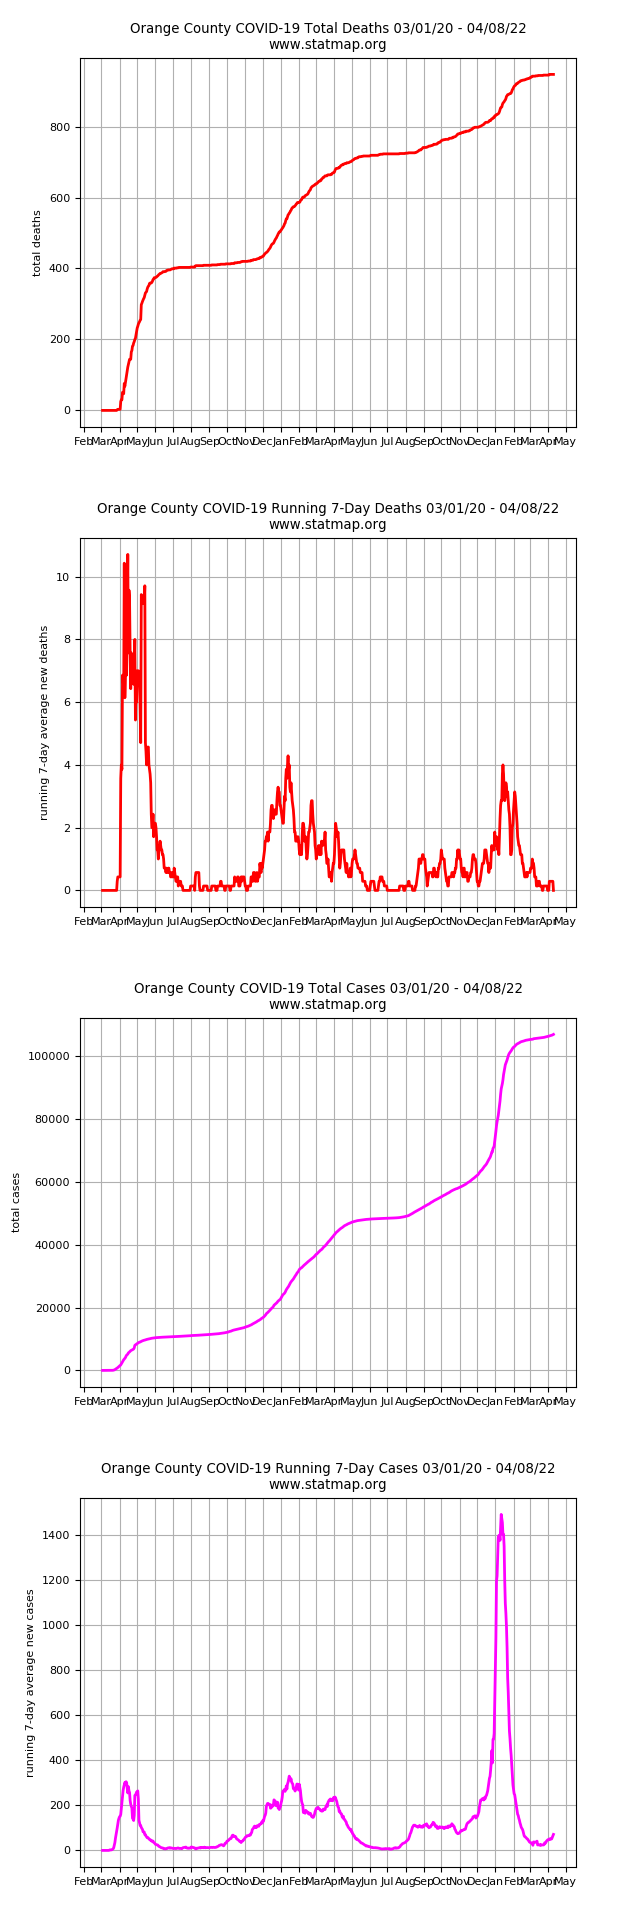 Orange County COVID-19 Total Deaths 03/01/20 - 04/08/22
www.statmap.org
800
600
400
200
0
total deaths
Feb Mar Apr May Jun Jul Aug Sep Oct Nov Dec Jan Feb Mar Apr May Jun Jul Aug Sep Oct Nov Dec Jan Feb Mar Apr May
Orange County COVID-19 Running 7-Day Deaths 03/01/20 - 04/08/22
www.statmap.org
10
8
6
4
2
0
running 7-day average new deaths
Feb Mar Apr May Jun Jul Aug Sep Oct Nov Dec Jan Feb Mar Apr May Jun Jul Aug Sep Oct Nov Dec Jan Feb Mar Apr May
Orange County COVID-19 Total Cases 03/01/20 - 04/08/22
www.statmap.org
100000
80000
60000
40000
20000
0
total cases
Feb Mar Apr May Jun Jul Aug Sep Oct Nov Dec Jan Feb Mar Apr May Jun Jul Aug Sep Oct Nov Dec Jan Feb Mar Apr May
Orange County COVID-19 Running 7-Day Cases 03/01/20 - 04/08/22
www.statmap.org
1400
1200
1000
800
600
400
200
0
running 7-day average new cases
Feb Mar Apr May Jun Jul Aug Sep Oct Nov Dec Jan Feb Mar Apr May Jun Jul Aug Sep Oct Nov Dec Jan Feb Mar Apr May